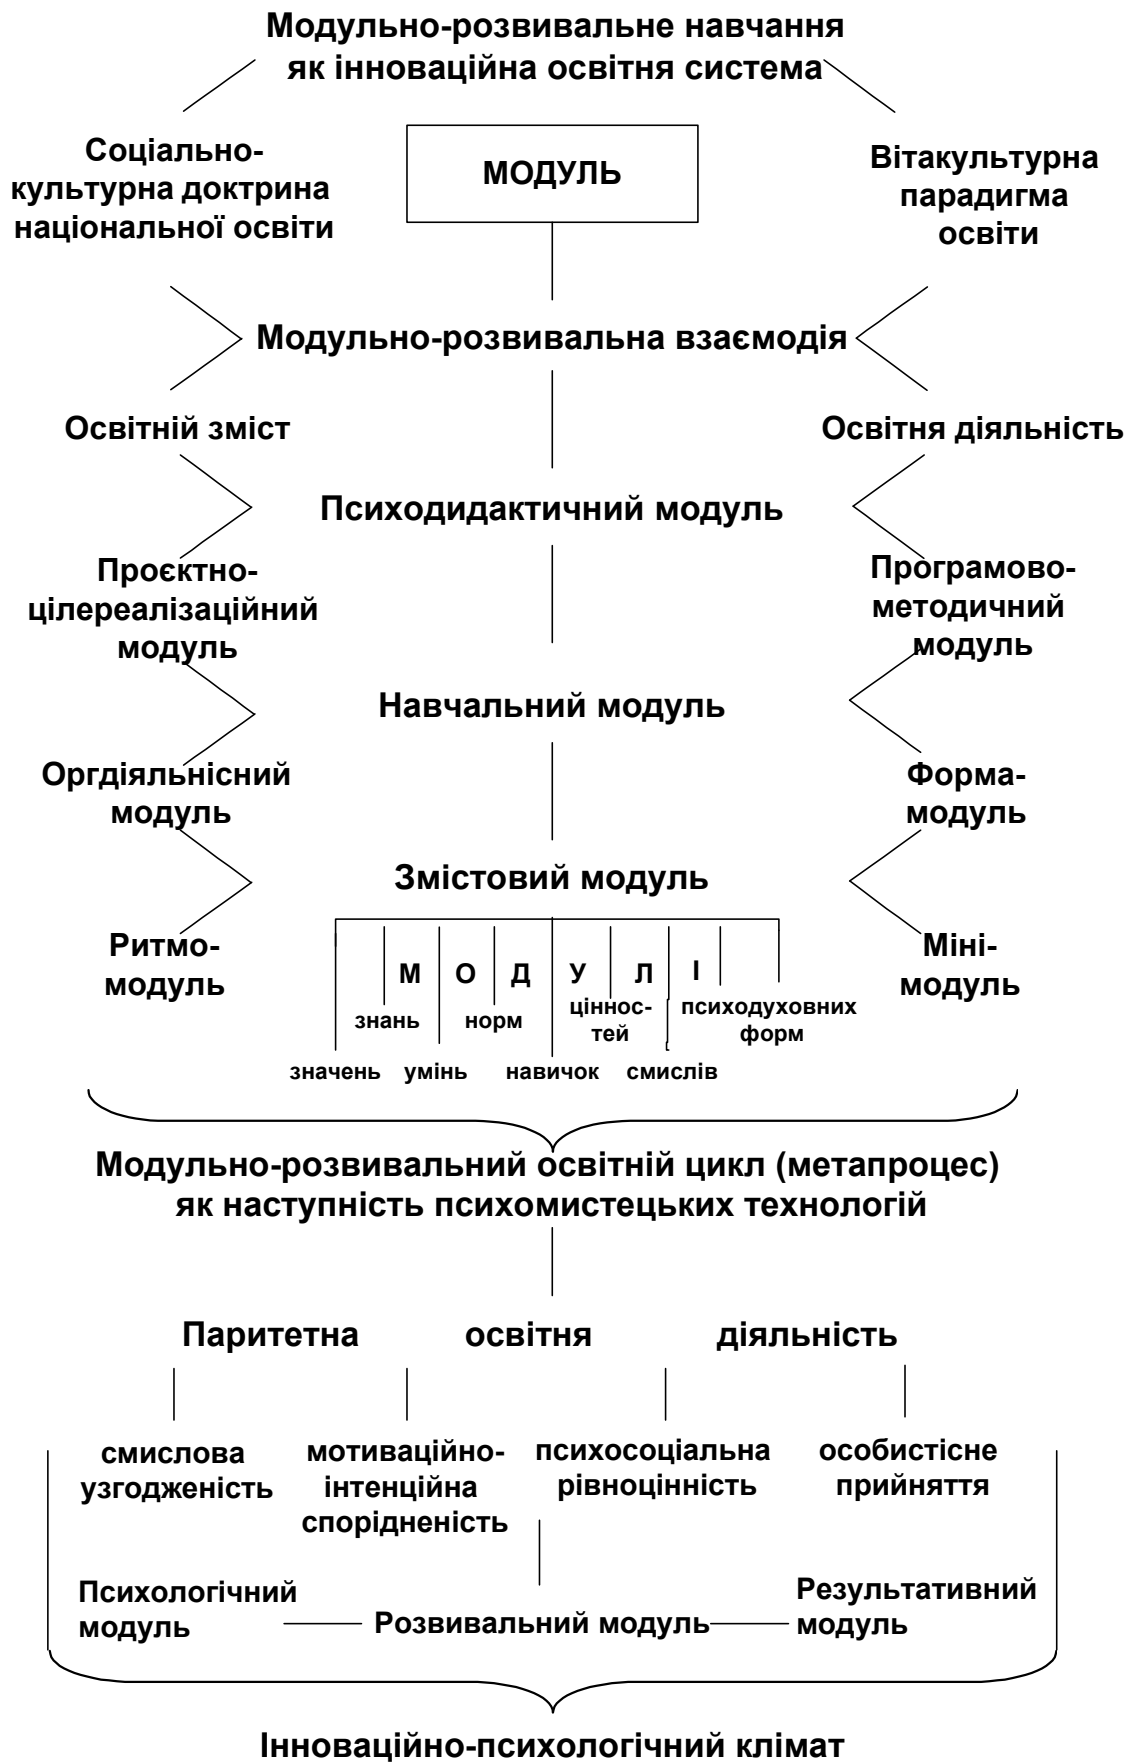 Модульно-розвивальне навчання
як інноваційна освітня система
Соціально-
культурна доктрина
національної освіти
МОДУЛЬ
Вітакультурна
парадигма
освіти
Модульно-розвивальна взаємодія
Освітній зміст
Освітня діяльність
Психодидактичний модуль
Проєктно-
цілереалізаційний
модуль
Програмово-
методичний
модуль
Навчальний модуль
Оргдіяльнісний
модуль
Форма-
модуль
Змістовий модуль
Ритмо-
модуль
Міні-
модуль
М О Д У Л І
знань
норм
ціннос-
тей
психодуховних
форм
значень умінь навичок смислів
Модульно-розвивальний освітній цикл (метапроцес)
як наступність психомистецьких технологій
Паритетна освітня діяльність
смислова
узгодженість
мотиваційно-
інтенційна
спорідненість
психосоціальна
рівноцінність
особистісне
прийняття
Психологічний
модуль
Розвивальний модуль
Результативний
модуль
Інноваційно-психологічний клімат